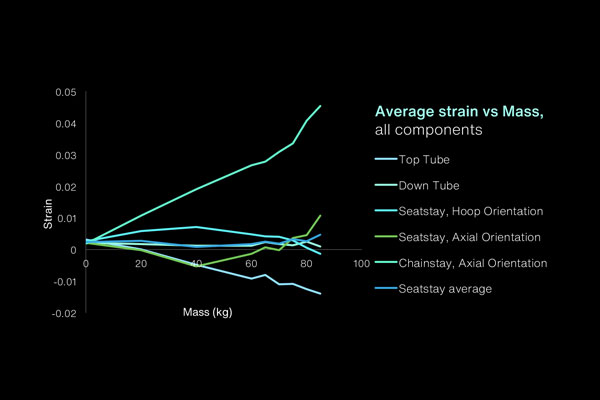 Average strain vs Mass,
all components
0.05
0.04
0.03
0.02
0.01
0
-0.01
-0.02
Strain
0 20 40 60 80 100
Mass (kg)
Top Tube
Down Tube
Seatstay, Hoop Orientation
Seatstay, Axial Orientation
Chainstay, Axial Orientation
Seatstay average